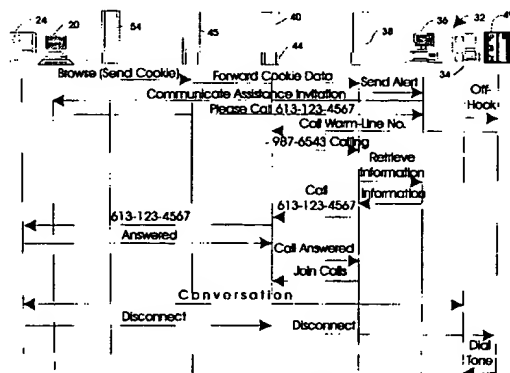 24 20 54 45 40 44 38 36 32 34
Browse (Send Cookie)
Forward Cookie Data
Send Alert
Communicate Assistance Invitation
Off-
Hook
Please Call 613-123-4567
Call Warm-Line No.
987-6543 Calling
Retrieve
Information
Information
Call
613-123-4567
613-123-4567
Answered
Call Answered
Join Calls
Conversation
Disconnect
Disconnect
Dial
Tone